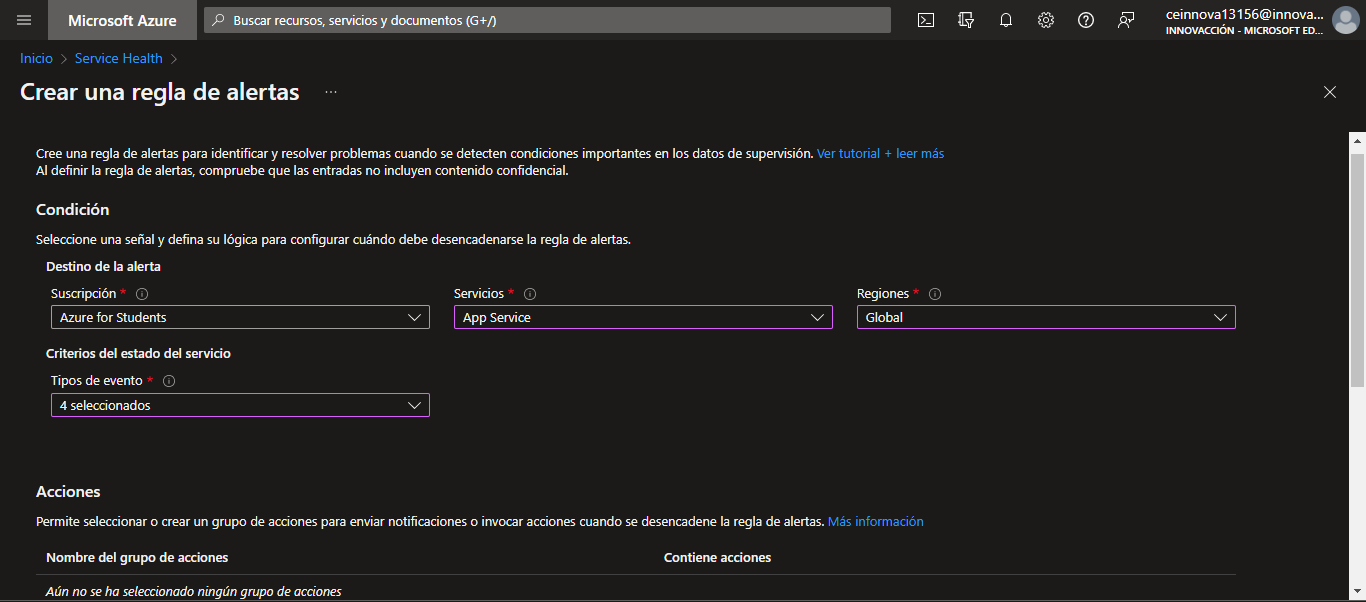 Microsoft Azure
Buscar recursos, servicios y documentos (G+/)
ceinnova13156@innova...
INNOVACCIÓN - MICROSOFT ED...
Inicio > Service Health >
Crear una regla de alertas ...
Cree una regla de alertas para identificar y resolver problemas cuando se detecten condiciones importantes en los datos de supervisión. Ver tutorial + leer más
Al definir la regla de alertas, compruebe que las entradas no incluyen contenido confidencial.
Condición
Seleccione una señal y defina su lógica para configurar cuándo debe desencadenarse la regla de alertas.
Destino de la alerta
Suscripción * Servicios * Regiones *
Azure for Students App Service Global
Criterios del estado del servicio
Tipos de evento *
4 seleccionados
Acciones
Permite seleccionar o crear un grupo de acciones para enviar notificaciones o invocar acciones cuando se desencadene la regla de alertas. Más información
Nombre del grupo de acciones Contiene acciones
Aún no se ha seleccionado ningún grupo de acciones